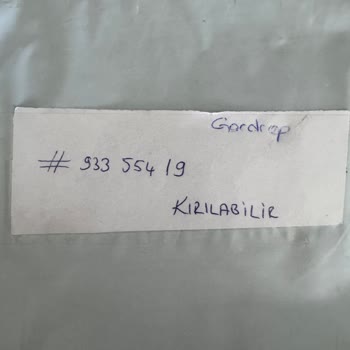 Gardrop
# 933 554 19
KIRILABILIR